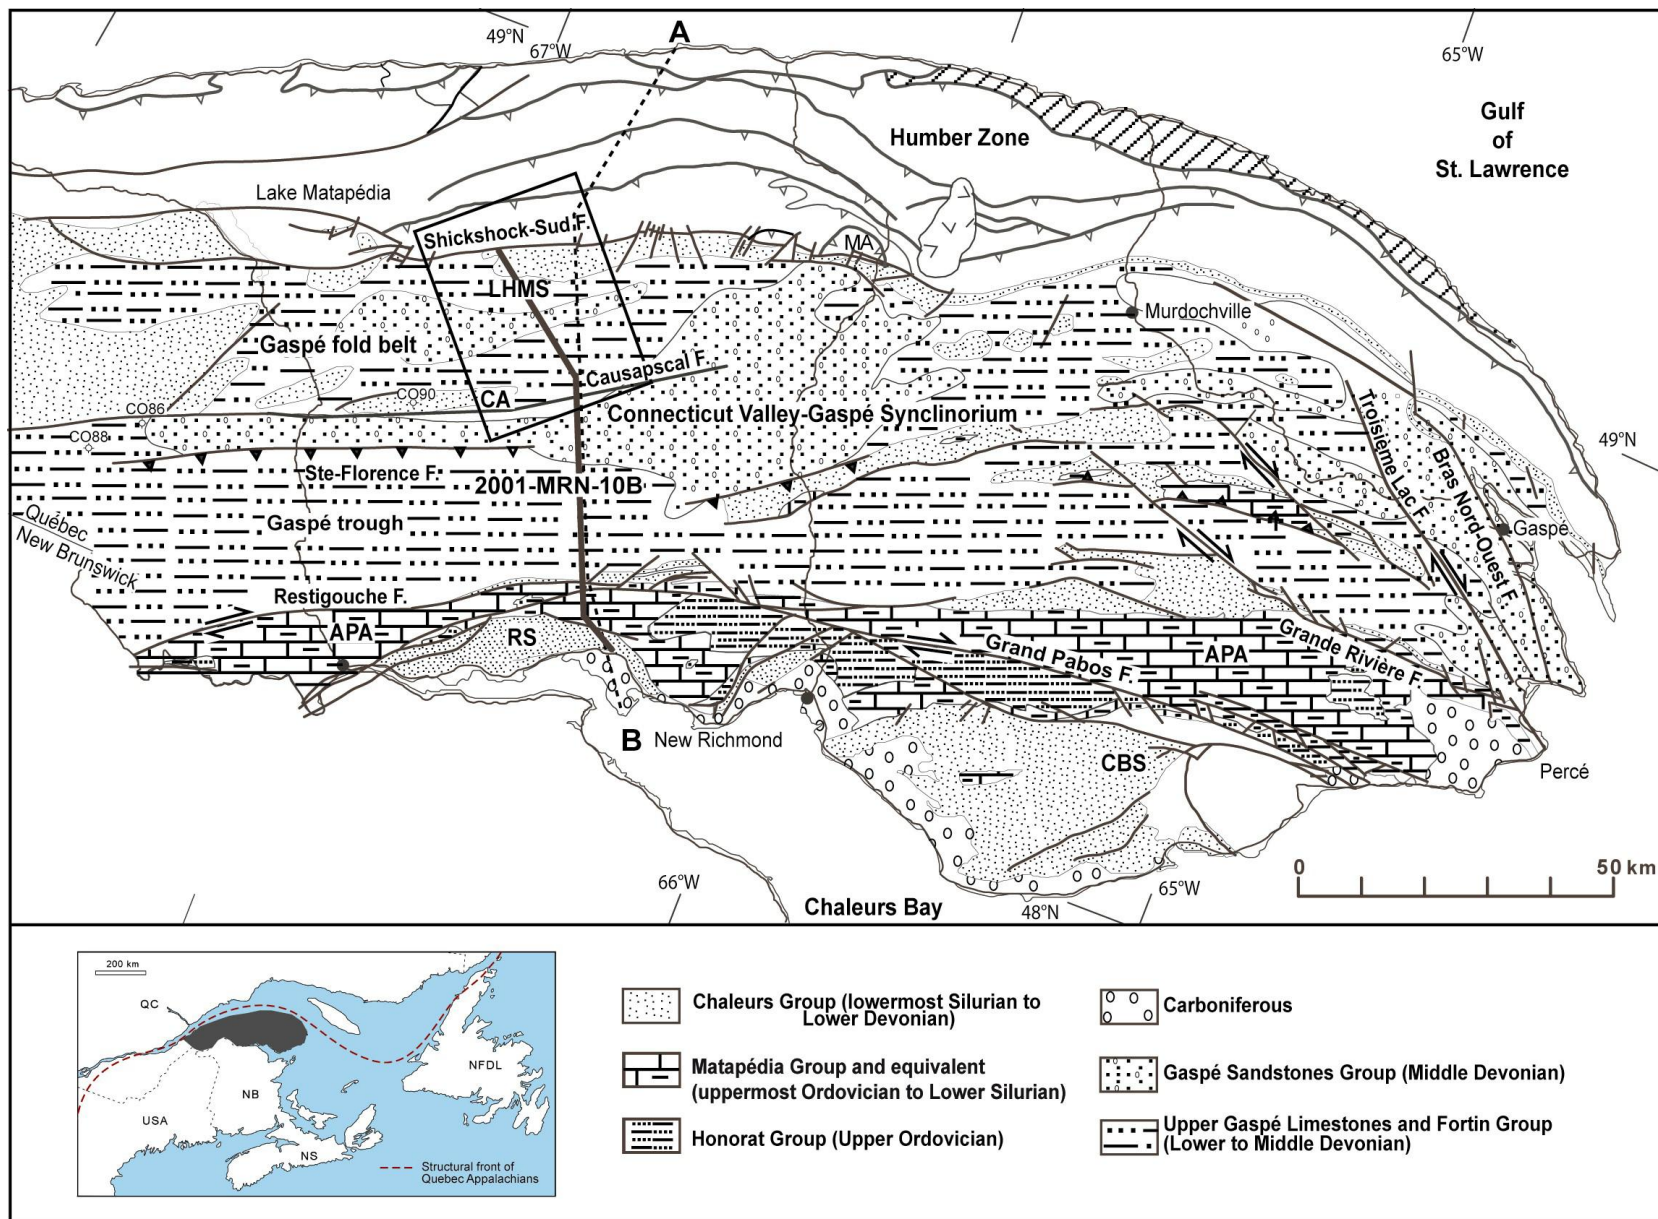 A
49°N
67°W
65°W
Gulf
of
St. Lawrence
Humber Zone
Lake Matapédia
Shickshock-Sud F.
MA
LHMS
Murdochville
Gaspé fold belt
Causapscal F.
CO90
CA
CO86
Connecticut Valley-Gaspé Synclinorium
Troisième Lac F.
CO88
49°N
Bras Nord-Ouest F.
Ste-Florence F.
2001-MRN-10B
Québec
New Brunswick
Gaspé trough
Gaspé
Restigouche F.
APA
RS
Grand Pabos F.
APA
Grande Rivière F.
B
New Richmond
CBS
Percé
66°W
65°W
48°N
Chaleurs Bay
0
50 km
200 km
QC
NFDL
NB
USA
NS
Structural front of
Quebec Appalachians
Chaleurs Group (lowermost Silurian to
Lower Devonian)
Matapédia Group and equivalent
(uppermost Ordovician to Lower Silurian)
Honorat Group (Upper Ordovician)
Carboniferous
Gaspé Sandstones Group (Middle Devonian)
Upper Gaspé Limestones and Fortin Group
(Lower to Middle Devonian)